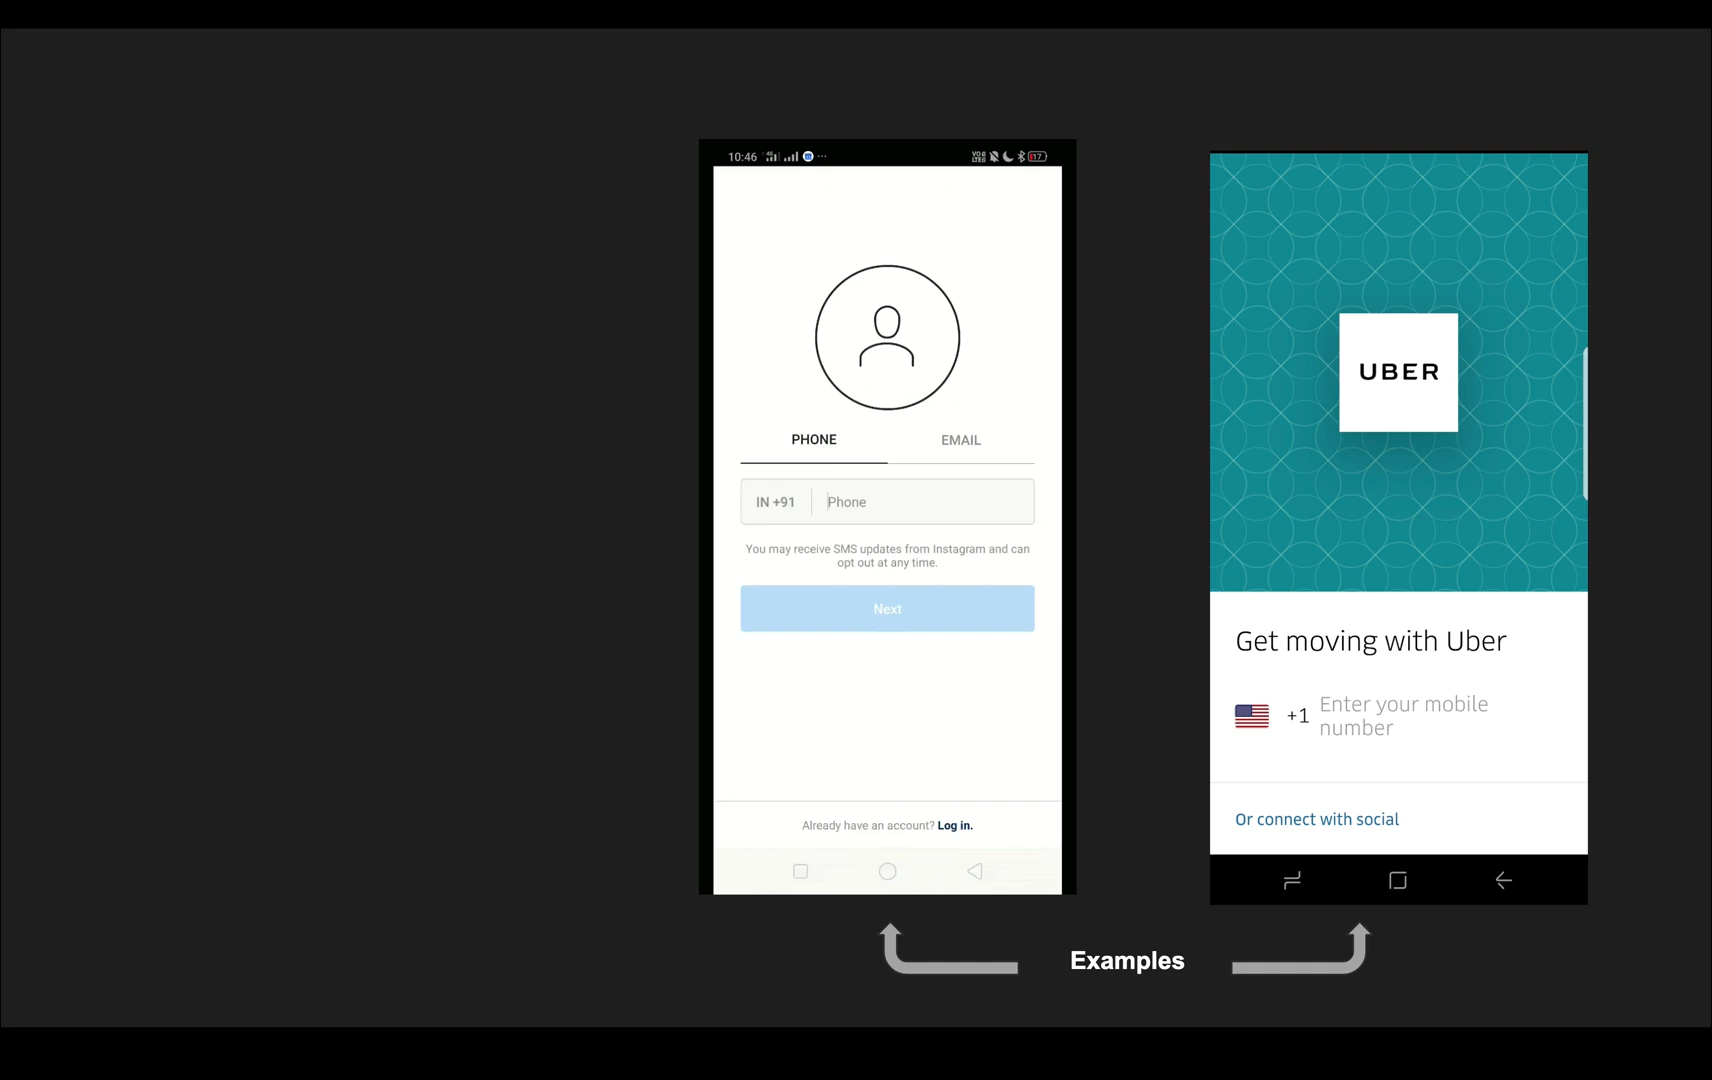 10:46
17
PHONE
EMAIL
IN +91
Phone
You may receive SMS updates from Instagram and can
opt out at any time.
Next
Already have an account? Log in.
UBER
Get moving with Uber
+1
Enter your mobile
number
Or connect with social
Examples